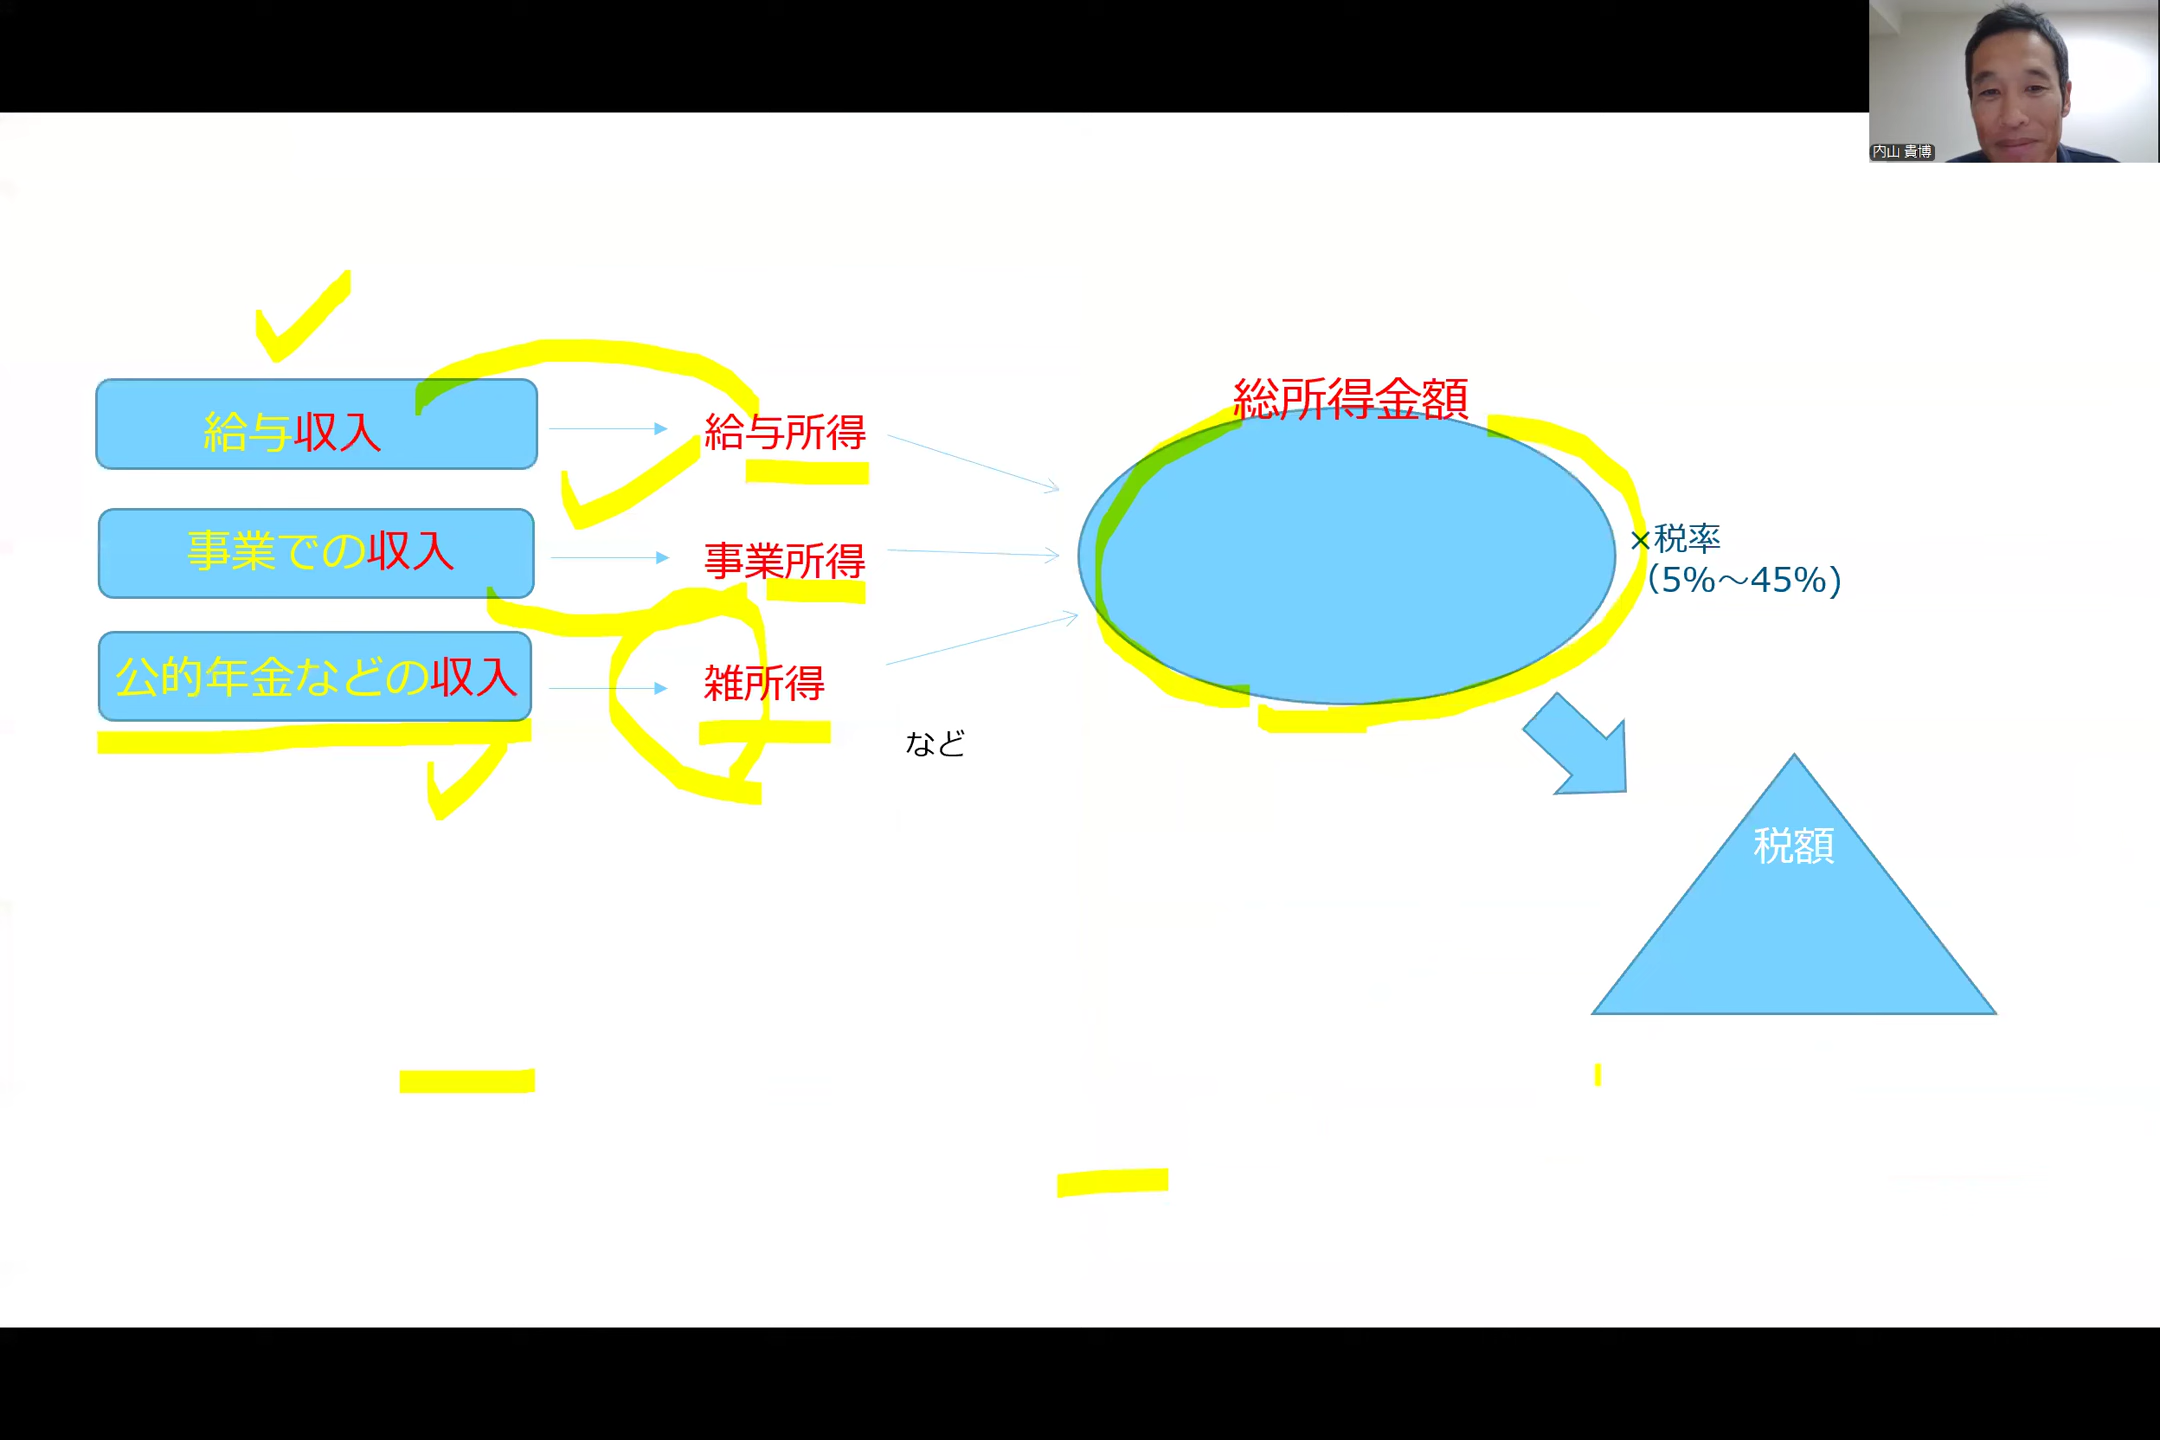 内山 貴博
給与収入
給与所得
総所得金額
事業での収入
事業所得
×税率
(5%～45%)
公的年金などの収入
雑所得
など
税額